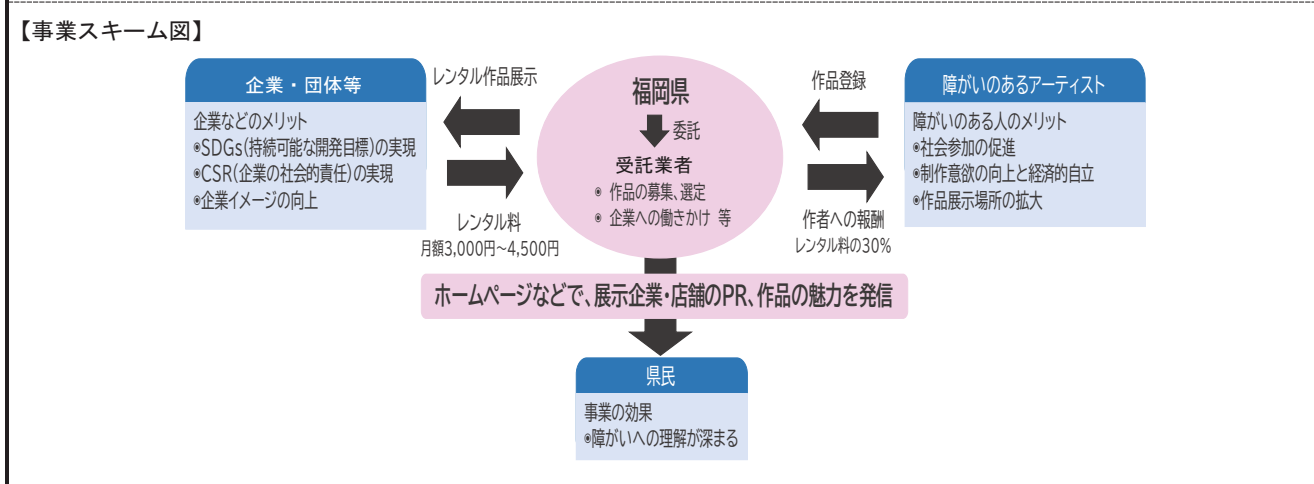 【事業スキーム図】
企業・団体等
企業などのメリット
◉SDGs(持続可能な開発目標)の実現
◉CSR(企業の社会的責任)の実現
◉企業イメージの向上
レンタル作品展示
レンタル料
月額3,000円~4,500円
福岡県
委託
受託業者
◉ 作品の募集、選定
◉ 企業への働きかけ 等
作品登録
作者への報酬
レンタル料の30%
障がいのあるアーティスト
障がいのある人のメリット
◉社会参加の促進
◉制作意欲の向上と経済的自立
◉作品展示場所の拡大
ホームページなどで、展示企業・店舗のPR、作品の魅力を発信
県民
事業の効果
◉障がいへの理解が深まる